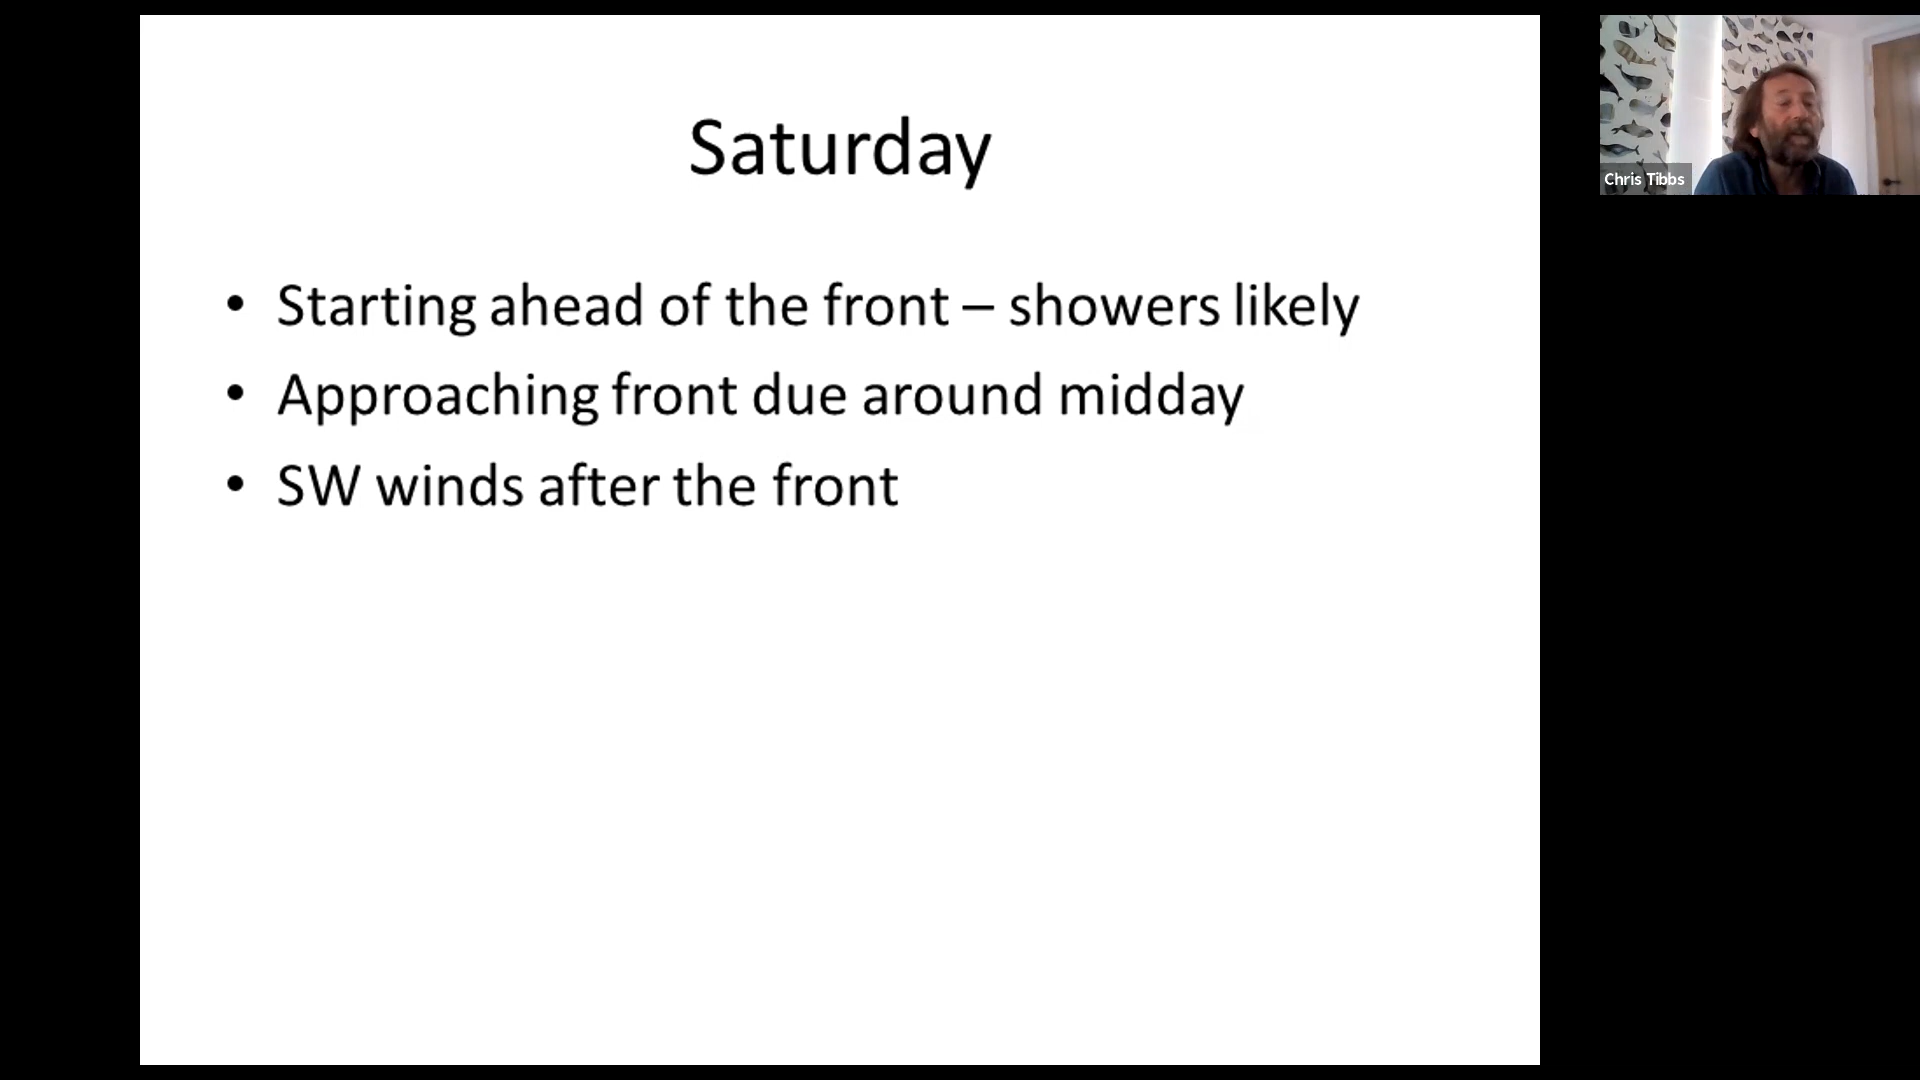 Saturday
• Starting ahead of the front – showers likely
• Approaching front due around midday
• SW winds after the front
Chris Tibbs